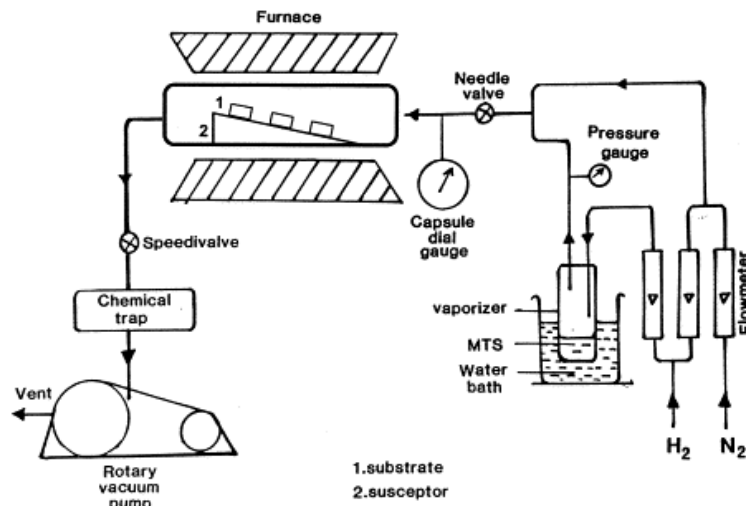 Furnace
Needle
valve
1
2
Pressure
gauge
Capsule
dial
gauge
Speedivalve
Chemical
trap
vaporizer
MTS
Water
bath
Flowmeter
Vent
H2
N2
Rotary
vacuum
pump
1.substrate
2.susceptor